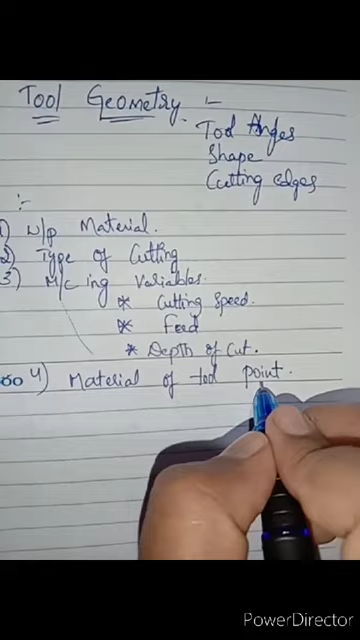 Tool Geometry :-
Tool Angles
Shape
Cutting edges
:-
1) W/p Material.
2) Type of Cutting
3) M/c ing Variables.
* Cutting Speed.
* Feed
* Depth of Cut.
4) Material of tool point.
PowerDirector